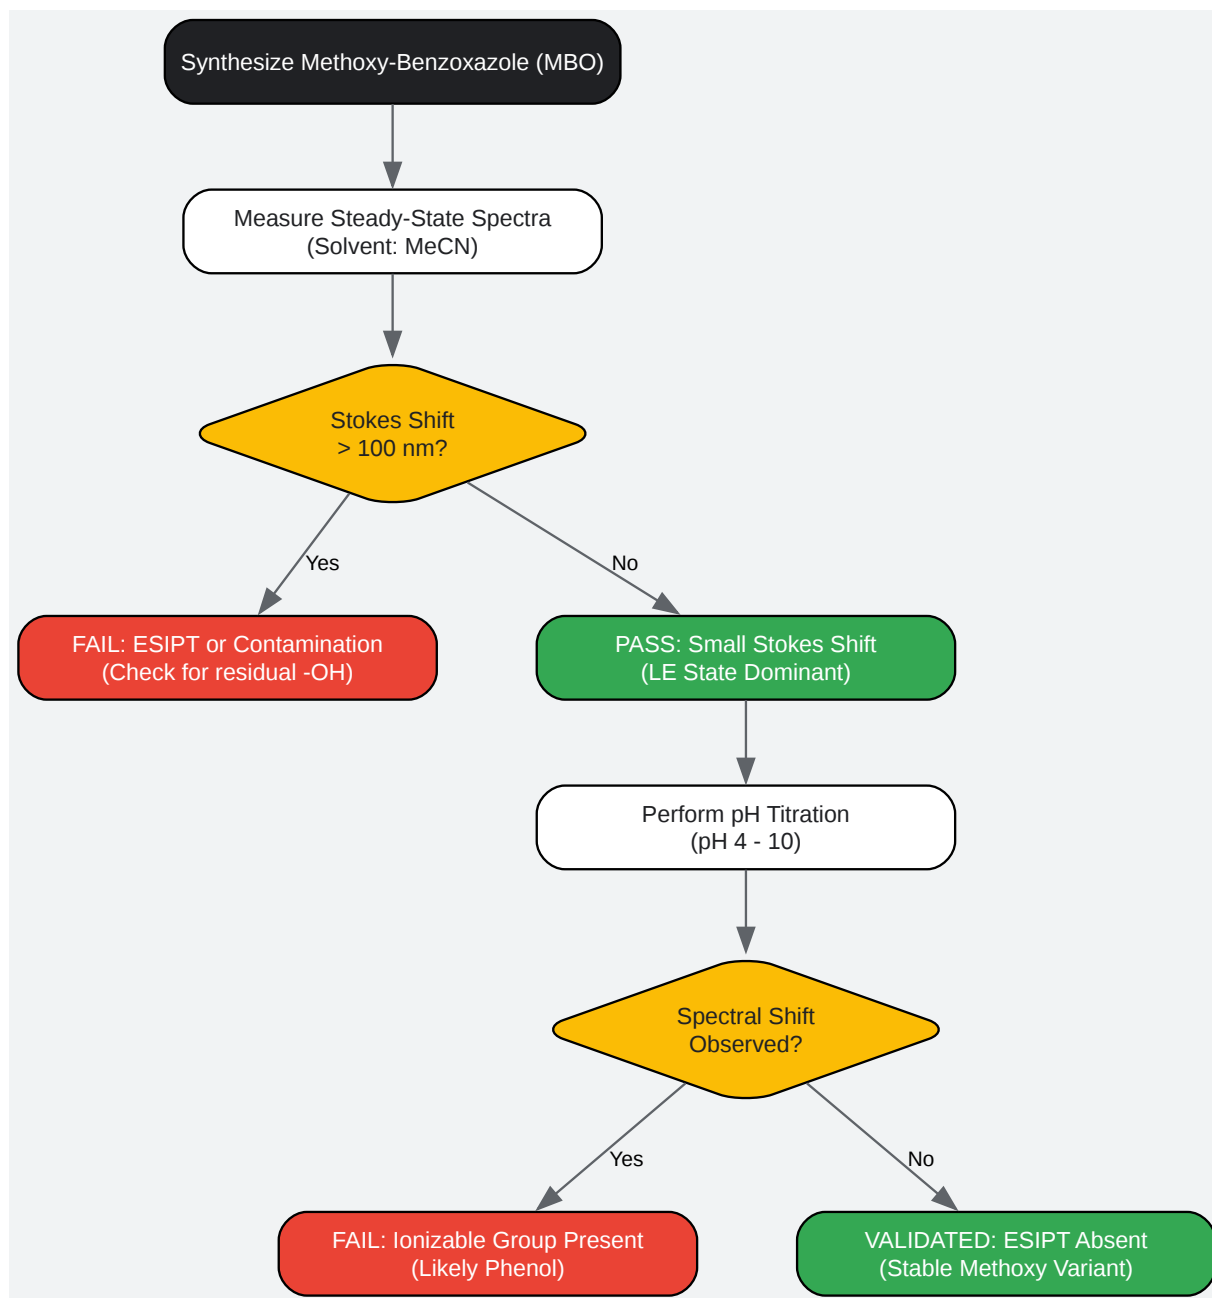 Synthesize Methoxy-Benzoxazole (MBO)
Measure Steady-State Spectra
(Solvent: MeCN)
Stokes Shift
> 100 nm?
Yes
No
FAIL: ESIPT or Contamination
(Check for residual -OH)
PASS: Small Stokes Shift
(LE State Dominant)
Perform pH Titration
(pH 4 - 10)
Spectral Shift
Observed?
Yes
No
FAIL: Ionizable Group Present
(Likely Phenol)
VALIDATED: ESIPT Absent
(Stable Methoxy Variant)